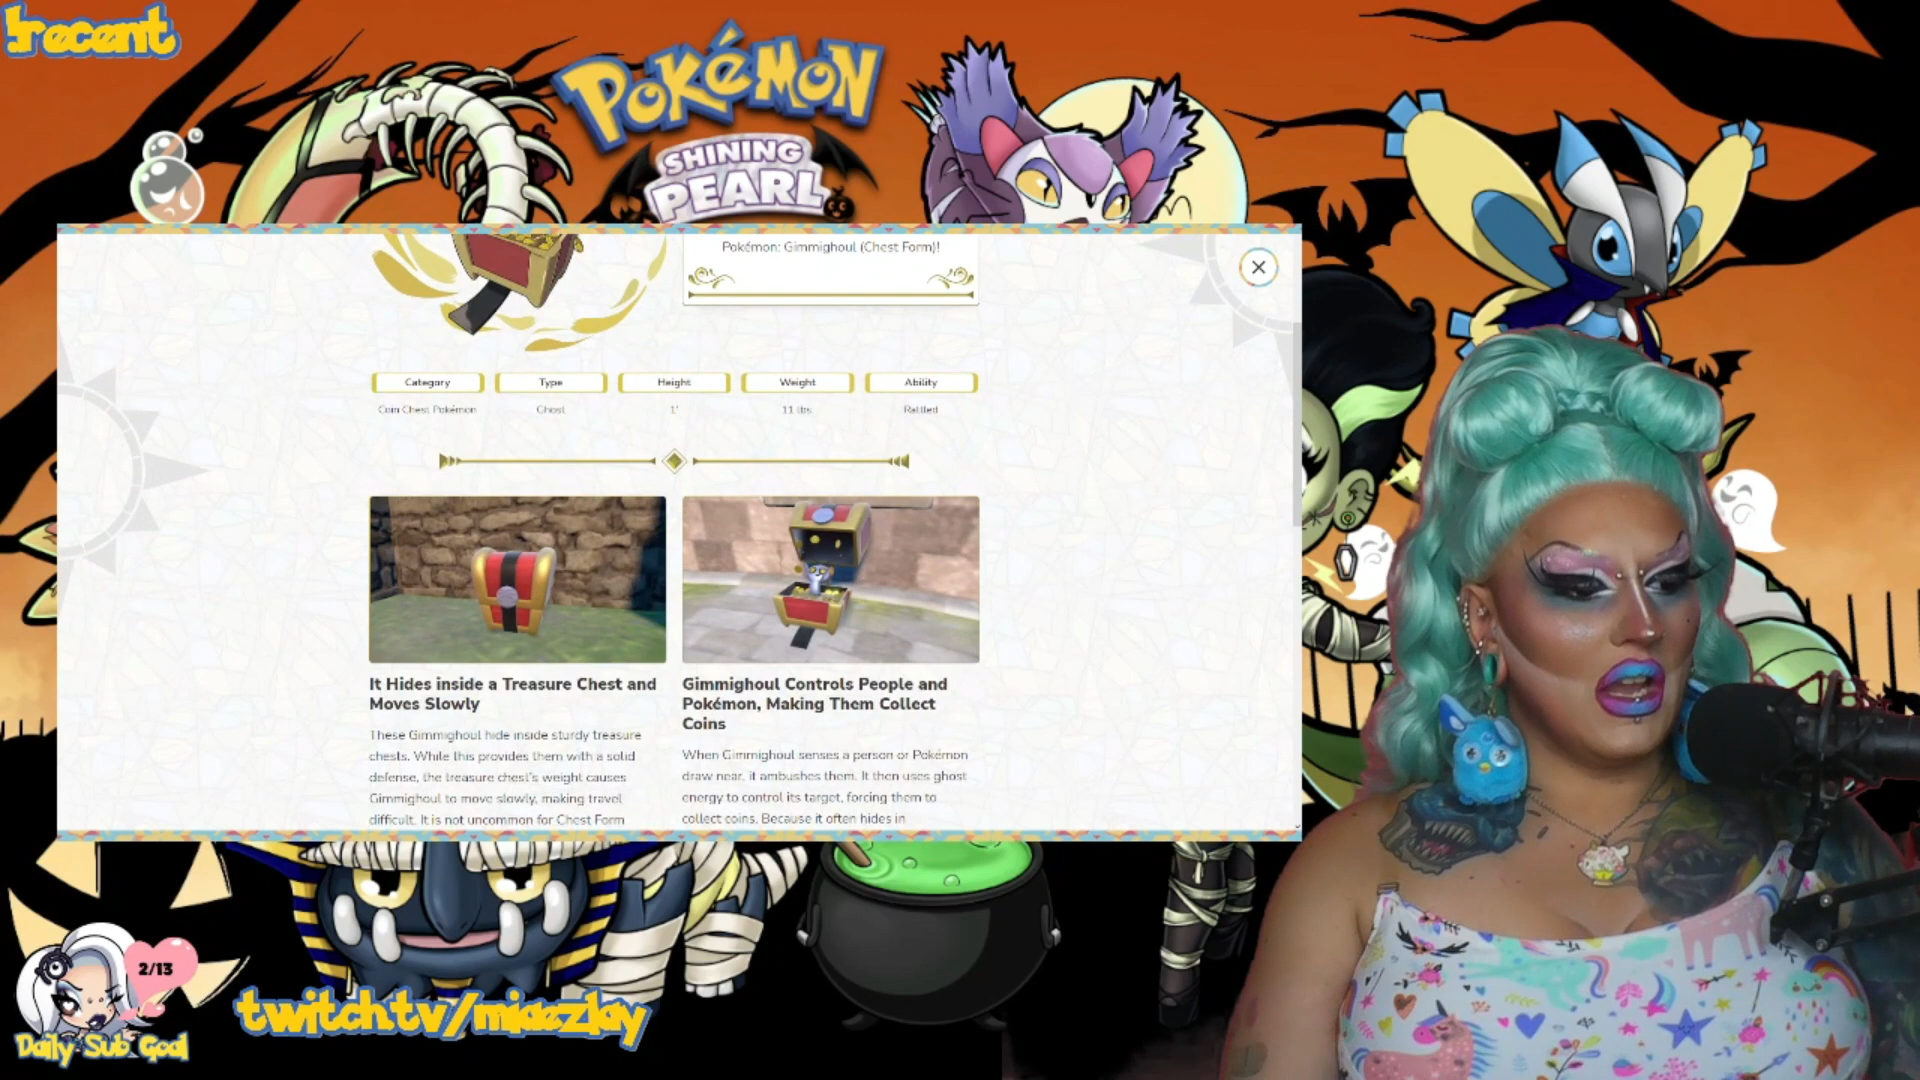 !recent
POKéMON
SHINING
PEARL
Pokémon: Gimmighoul (Chest Form)!
Category
Type
Height
Weight
Ability
Coin Chest Pokémon
Ghost
1'
11 lbs.
Rattled
It Hides inside a Treasure Chest and
Moves Slowly
These Gimmighoul hide inside sturdy treasure
chests. While this provides them with a solid
defense, the treasure chest's weight causes
Gimmighoul to move slowly, making travel
difficult. It is not uncommon for Chest Form
Gimmighoul Controls People and
Pokémon, Making Them Collect
Coins
When Gimmighoul senses a person or Pokémon
draw near, it ambushes them. It then uses ghost
energy to control its target, forcing them to
collect coins. Because it often hides in
2/13
Daily Sub Goal
twitch.tv/miaezlay